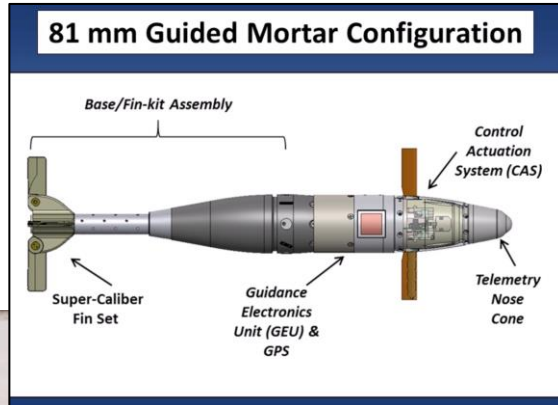 81 mm Guided Mortar Configuration
Base/Fin-kit Assembly
Control
Actuation
System (CAS)
Super-Caliber
Fin Set
Guidance
Electronics
Unit (GEU) &
GPS
Telemetry
Nose
Cone